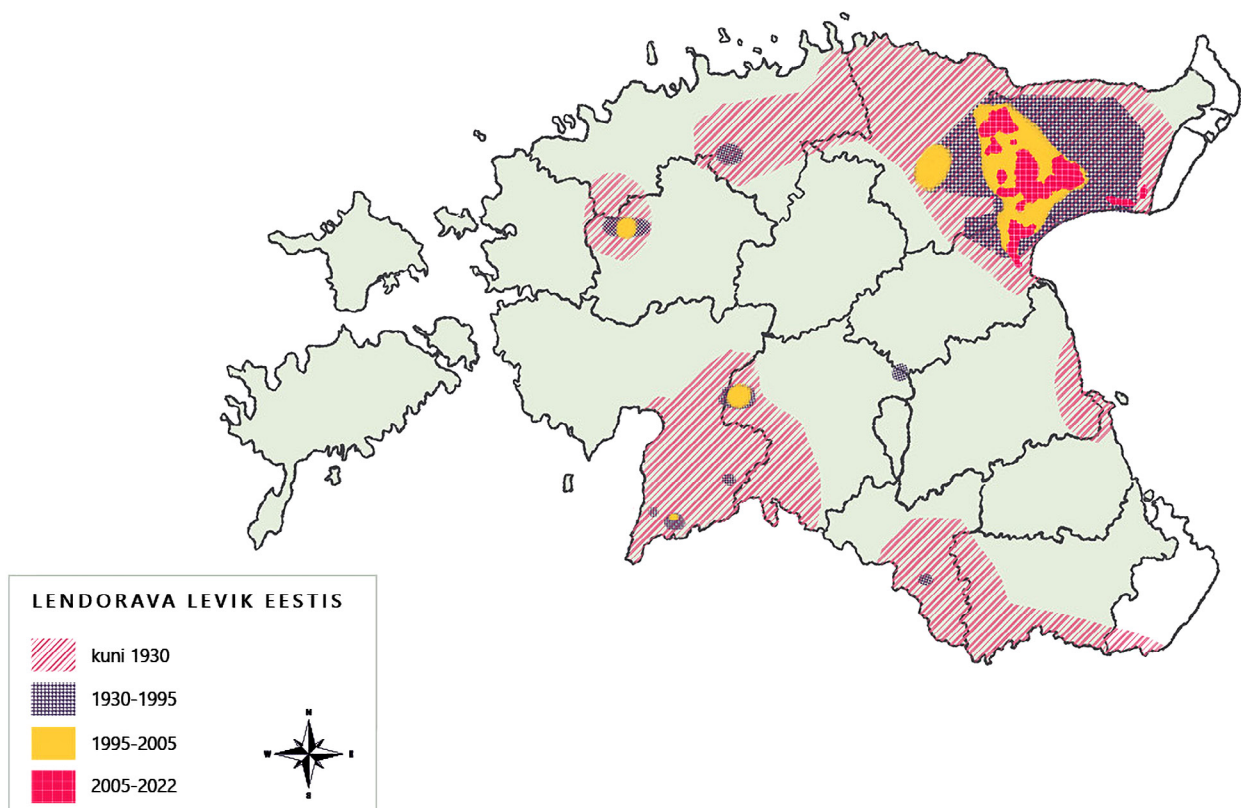 LENDORAVA LEVIK EESTIS
kuni 1930
1930-1995
1995-2005
2005-2022
N
W
E
S